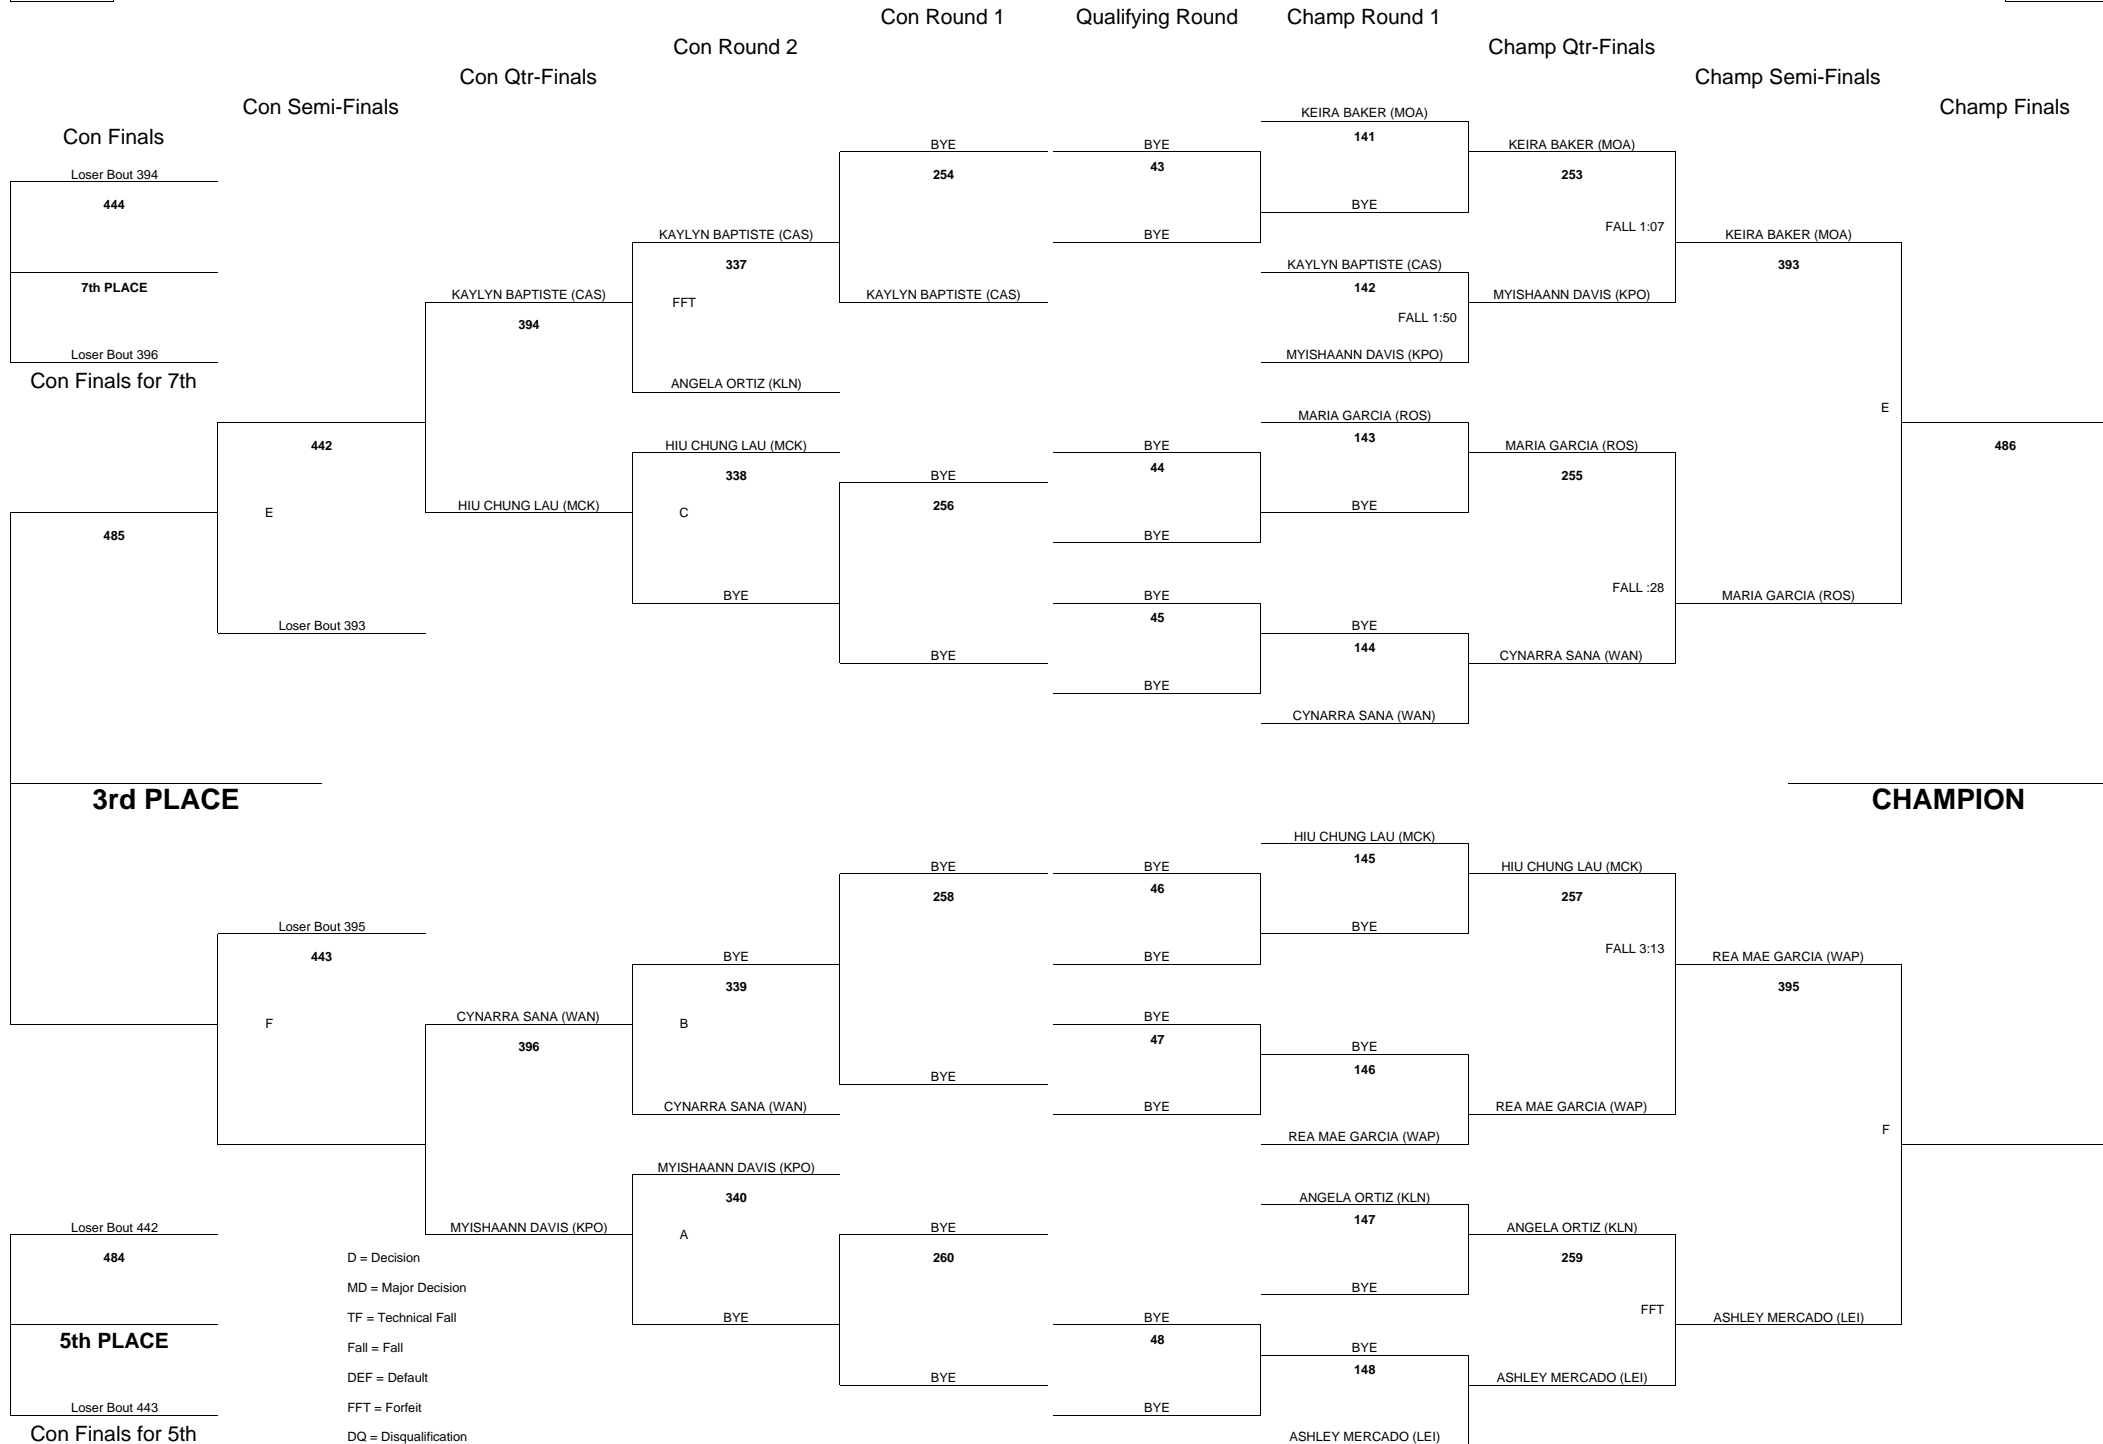 Con Round 1
Qualifying Round
Champ Round 1
Con Round 2
Champ Qtr-Finals
Con Qtr-Finals
Champ Semi-Finals
Con Semi-Finals
Champ Finals
Con Finals
Loser Bout 394
444
7th PLACE
Loser Bout 396
Con Finals for 7th
485
3rd PLACE
Loser Bout 442
484
5th PLACE
Loser Bout 443
Con Finals for 5th
442
E
Loser Bout 393
Loser Bout 395
443
F
D = Decision
MD = Major Decision
TF = Technical Fall
Fall = Fall
DEF = Default
FFT = Forfeit
DQ = Disqualification
KAYLYN BAPTISTE (CAS)
394
HIU CHUNG LAU (MCK)
CYNARRA SANA (WAN)
396
MYISHAANN DAVIS (KPO)
KAYLYN BAPTISTE (CAS)
337
FFT
ANGELA ORTIZ (KLN)
HIU CHUNG LAU (MCK)
338
C
BYE
BYE
339
B
CYNARRA SANA (WAN)
MYISHAANN DAVIS (KPO)
340
A
BYE
BYE
254
KAYLYN BAPTISTE (CAS)
BYE
256
BYE
BYE
258
BYE
BYE
260
BYE
BYE
43
BYE
BYE
44
BYE
BYE
45
BYE
BYE
46
BYE
BYE
47
BYE
BYE
48
BYE
KEIRA BAKER (MOA)
141
BYE
KAYLYN BAPTISTE (CAS)
142
FALL 1:50
MYISHAANN DAVIS (KPO)
MARIA GARCIA (ROS)
143
BYE
BYE
144
CYNARRA SANA (WAN)
HIU CHUNG LAU (MCK)
145
BYE
BYE
146
REA MAE GARCIA (WAP)
ANGELA ORTIZ (KLN)
147
BYE
BYE
148
ASHLEY MERCADO (LEI)
KEIRA BAKER (MOA)
253
FALL 1:07
MYISHAANN DAVIS (KPO)
MARIA GARCIA (ROS)
255
FALL :28
CYNARRA SANA (WAN)
HIU CHUNG LAU (MCK)
257
FALL 3:13
REA MAE GARCIA (WAP)
ANGELA ORTIZ (KLN)
259
FFT
ASHLEY MERCADO (LEI)
KEIRA BAKER (MOA)
393
E
MARIA GARCIA (ROS)
REA MAE GARCIA (WAP)
395
F
ASHLEY MERCADO (LEI)
486
CHAMPION